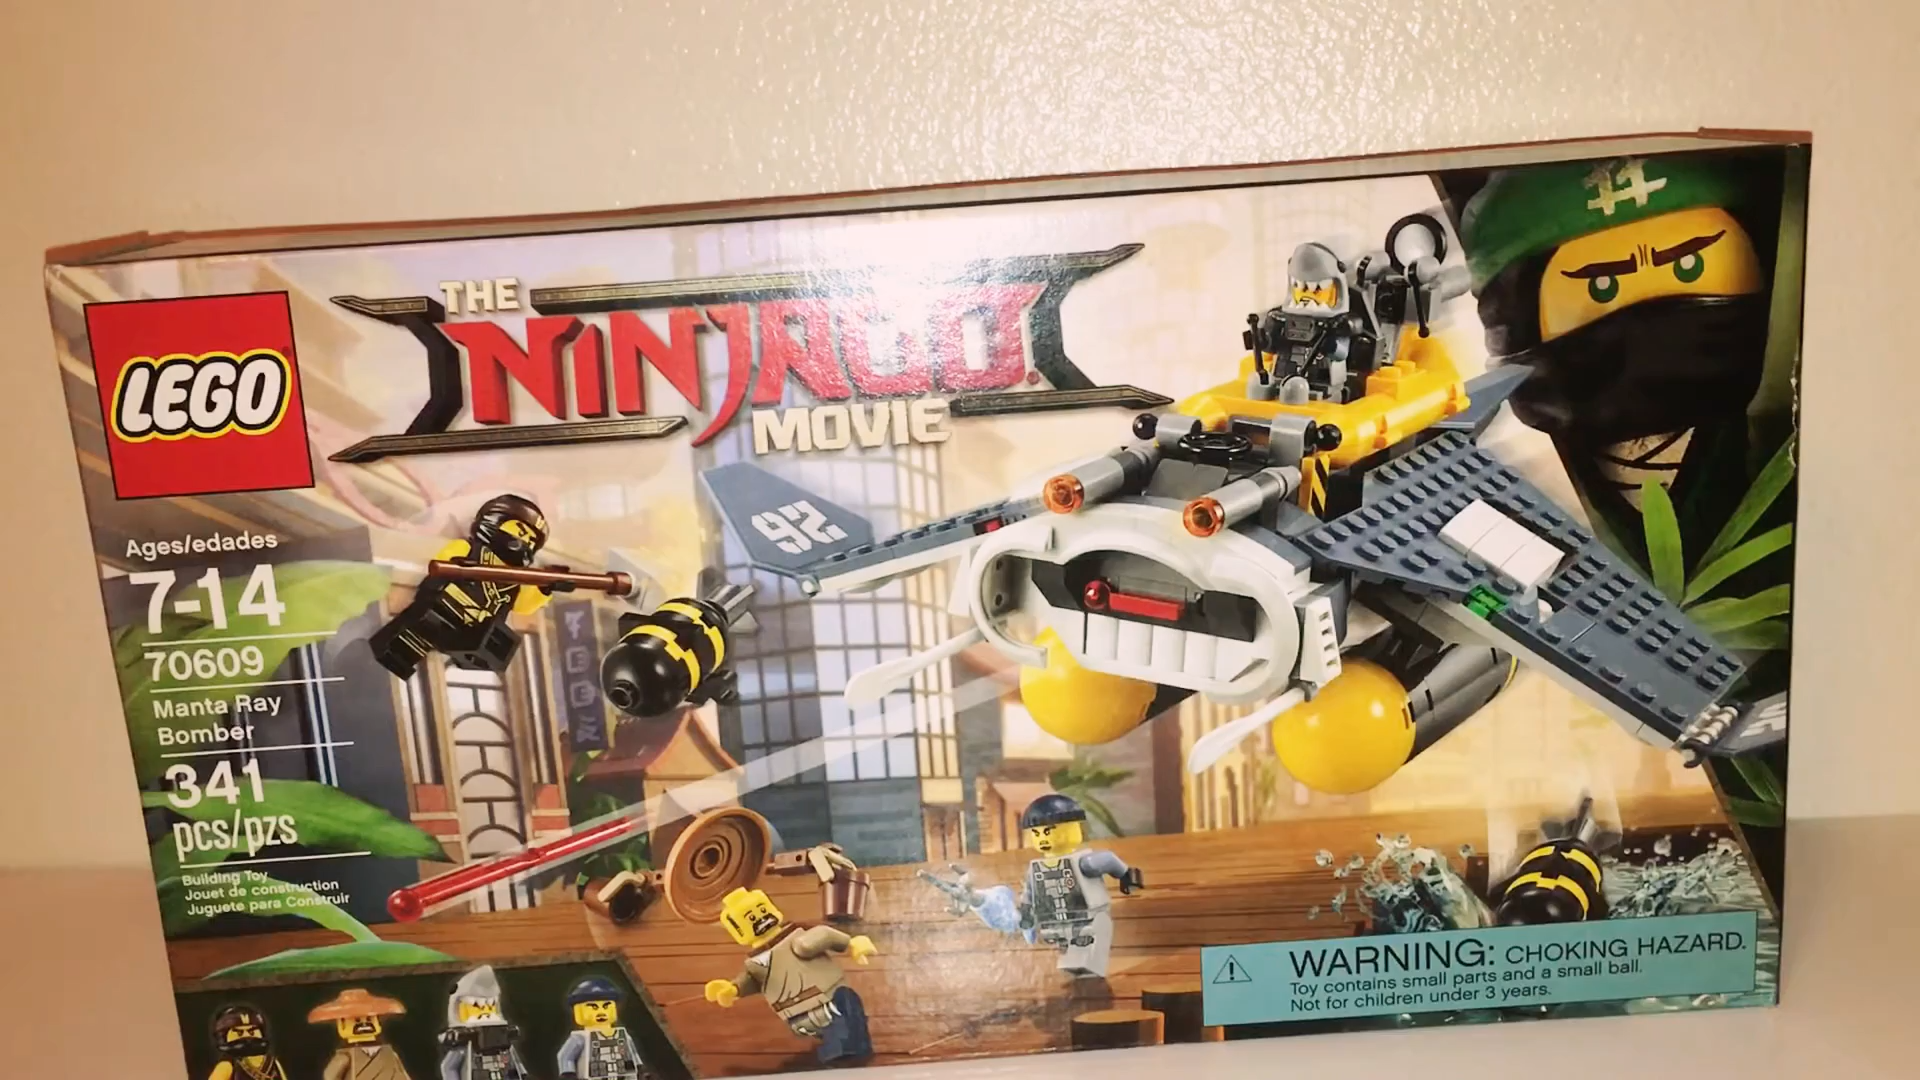 THE
NINJAGO
MOVIE
LEGO
Ages/edades
7-14
70609
Manta Ray
Bomber
341
pcs/pzs
Building Toy
Jouet de construction
Juguete para Construir
92
WARNING: CHOKING HAZARD.
Toy contains small parts and a small ball.
Not for children under 3 years.